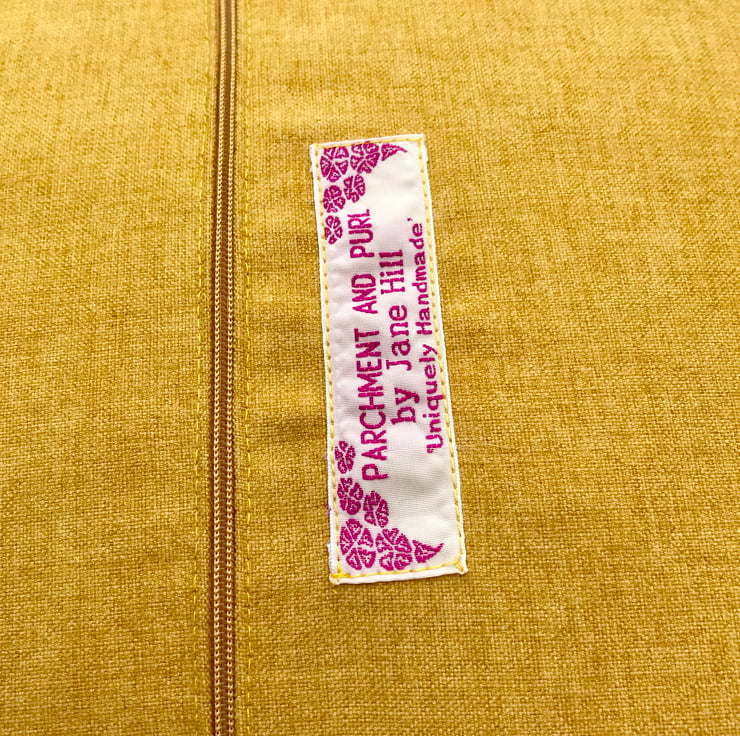 PARCHMENT AND PURL
by Jane Hill
'Uniquely Handmade'